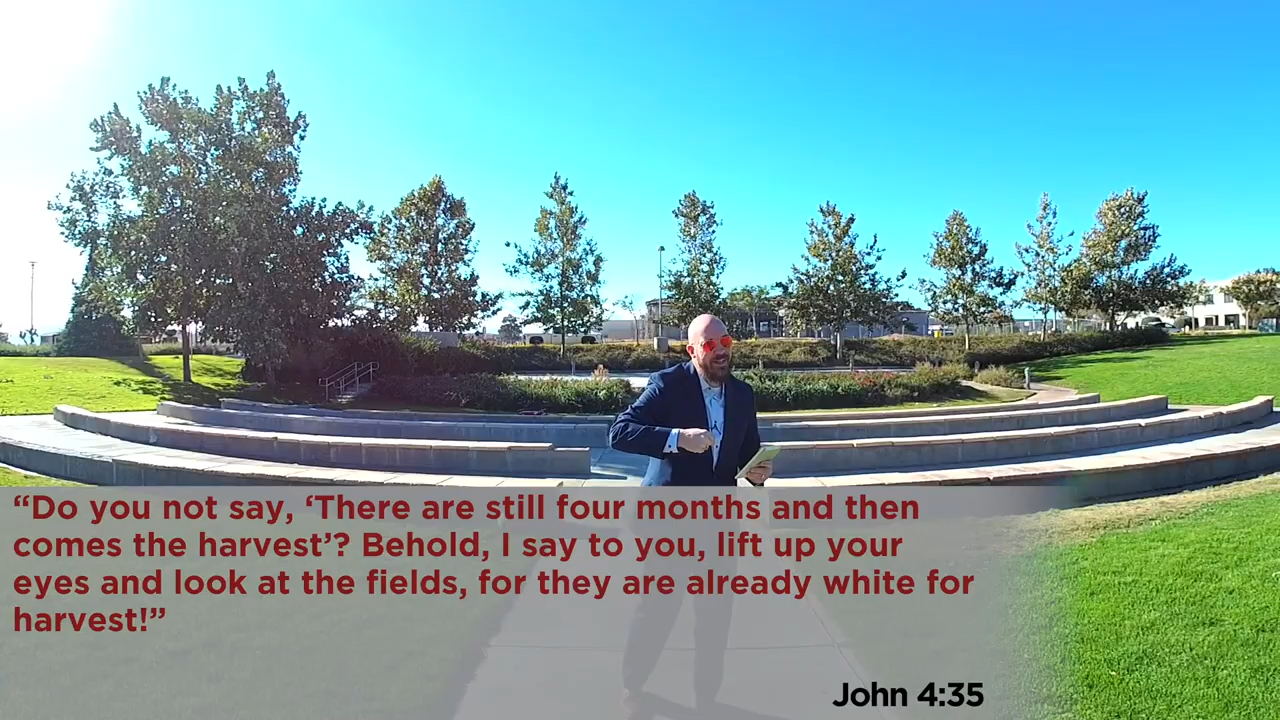 “Do you not say, ‘There are still four months and then
comes the harvest’? Behold, I say to you, lift up your
eyes and look at the fields, for they are already white for
harvest!”
John 4:35